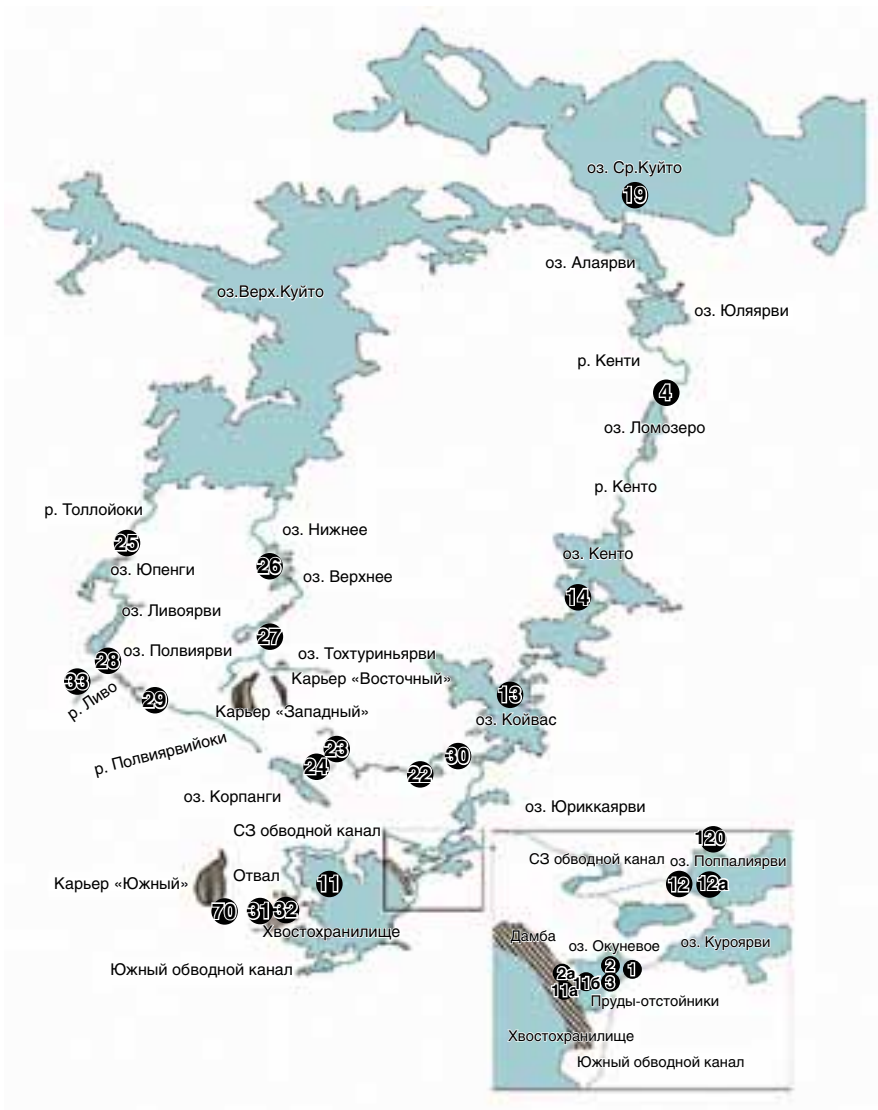 оз. Ср.Куйто
19
оз. Алаярви
оз.Верх.Куйто
оз. Юляярви
р. Кенти
4
оз. Ломозеро
р. Кенто
р. Толлойоки
оз. Нижнее
25
оз. Кенто
26
оз. Юпенги
оз. Верхнее
14
оз. Ливоярви
27
оз. Полвиярви
оз. Тохтуриньярви
28
33
Карьер «Восточный»
р. Ливо
29
13
Карьер «Западный»
оз. Койвас
р. Полвиярвийоки
23
24
30
22
оз. Корпанги
оз. Юриккаярви
СЗ обводной канал
120
СЗ обводной канал
оз. Поппалиярви
Карьер «Южный»
Отвал
11
12
12а
70
31
32
Хвостохранилище
Дамба
оз. Окуневое
оз. Куроярви
Южный обводной канал
2а
2
1
11а
11б
3
Пруды-отстойники
Хвостохранилище
Южный обводной канал